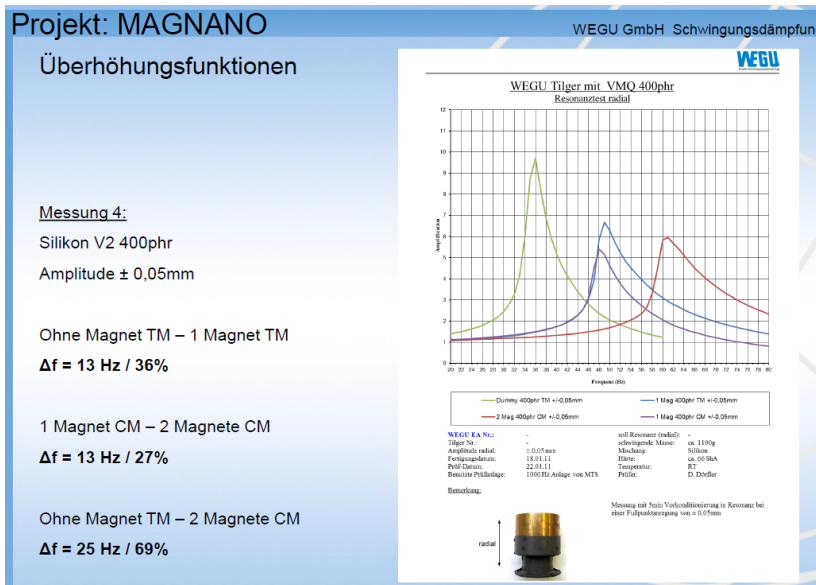 Projekt: MAGNANO
WEGU GmbH Schwingungsdämpfun
Überhöhungsfunktionen
Messung 4:
Silikon V2 400phr
Amplitude ± 0,05mm
Ohne Magnet TM – 1 Magnet TM
Δf = 13 Hz / 36%
1 Magnet CM – 2 Magnete CM
Δf = 13 Hz / 27%
Ohne Magnet TM – 2 Magnete CM
Δf = 25 Hz / 69%
WEGU
WEGU Tilger mit VMQ 400phr
Resonanztest radial
Amplification
12
11
10
9
8
7
6
5
4
3
2
1
0
20 22 24 26 28 30 32 34 36 38 40 42 44 46 48 50 52 54 56 58 60 62 64 66 68 70 72 74 76 78 80
Frequenz (Hz)
Dummy 400phr TM +/-0,05mm
1 Mag 400phr TM +/-0,05mm
2 Mag 400phr CM +/-0,05mm
1 Mag 400phr CM +/-0,05mm
WEGU EA Nr.: -
soll Resonanz (radial): -
Tilger Nr.: -
schwingende Masse: ca. 1190g
Amplitude radial: ± 0,05mm
Mischung: Silikon
Fertigungsdatum: 18.01.11
Härte: ca. 66 ShA
Prüf-Datum: 22.01.11
Temperatur: RT
Benutzte Prüfanlage: 1000Hz Anlage von MTS
Prüfer: D. Dörfler
Bemerkung:
Messung mit 5min Vorkonditionierung in Resonanz bei
einer Fußpunktanregung von ± 0,05mm
radial